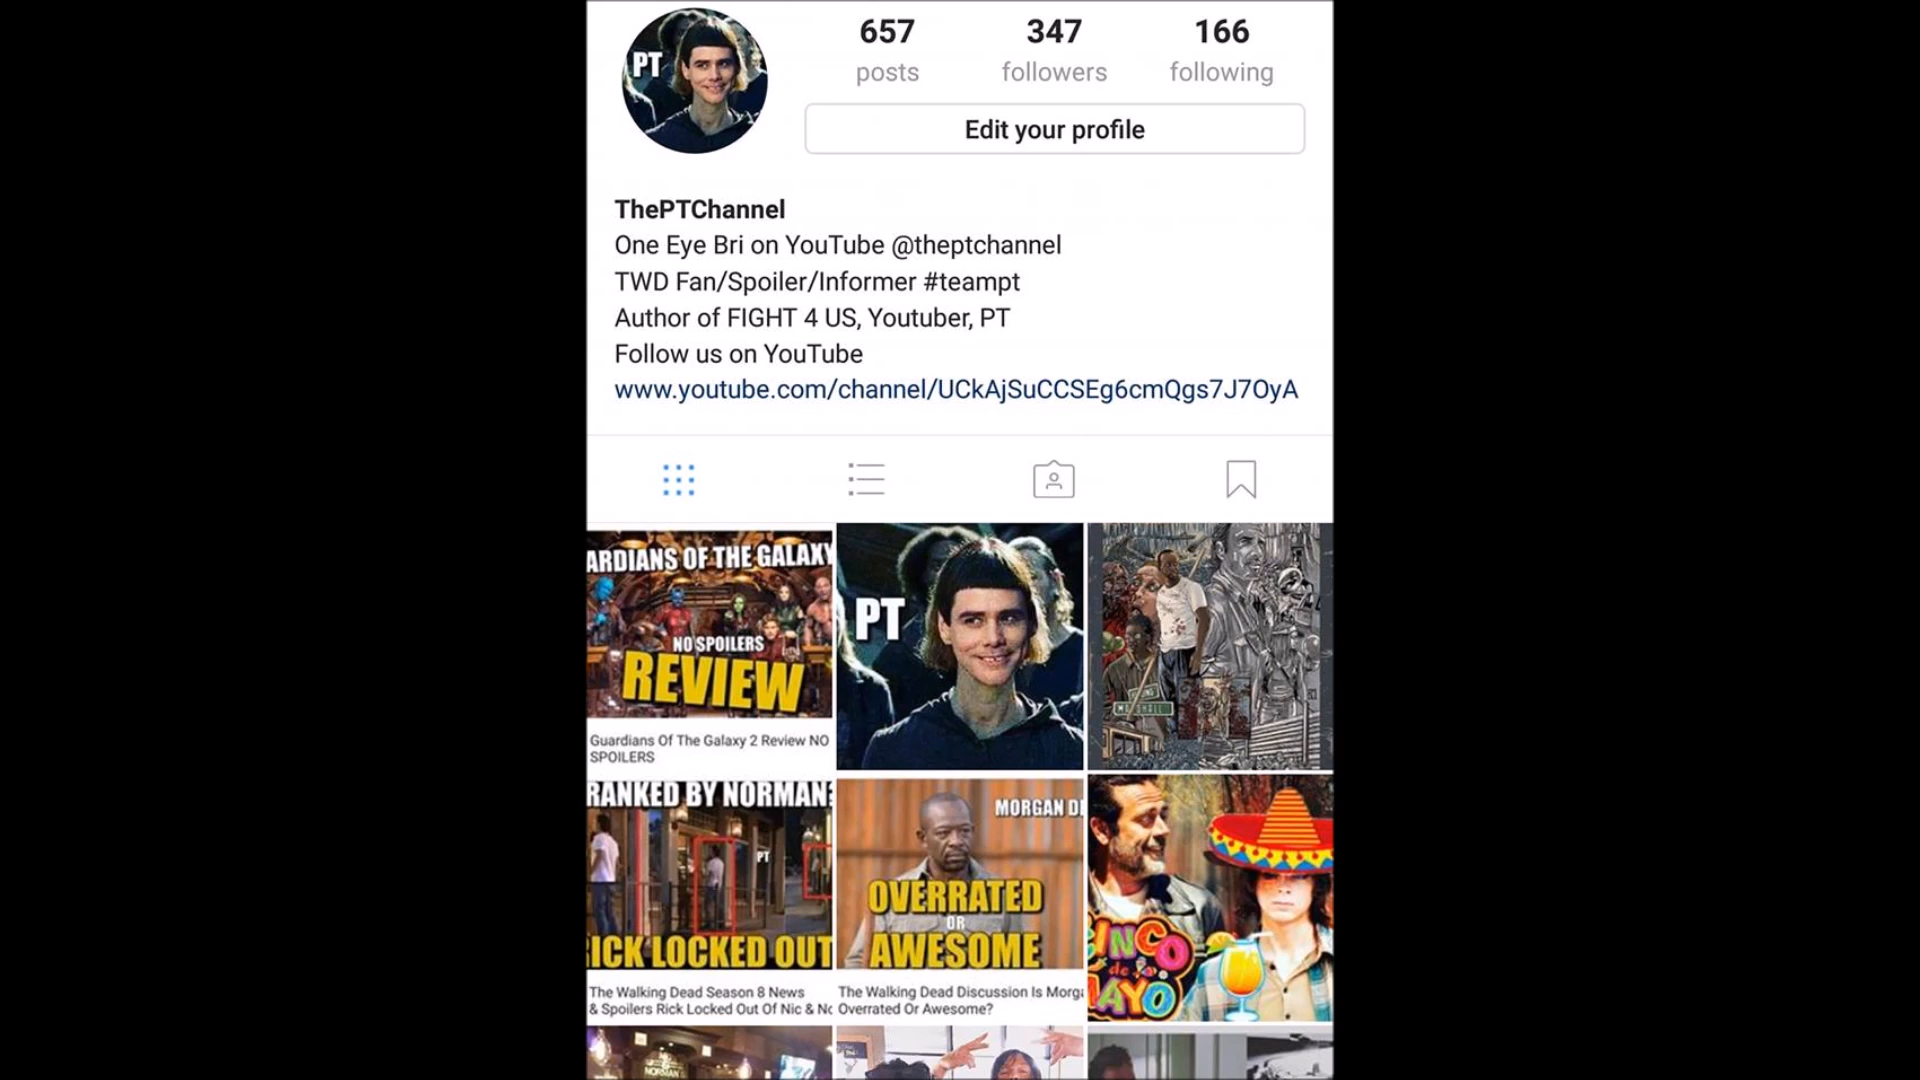 PT
657 347 166
posts followers following
Edit your profile
ThePTChannel
One Eye Bri on YouTube @theptchannel
TWD Fan/Spoiler/Informer #teampt
Author of FIGHT 4 US, Youtuber, PT
Follow us on YouTube
www.youtube.com/channel/UCkAjSuCCSEg6cmQgs7J7OyA
ARDIANS OF THE GALAXY
NO SPOILERS
REVIEW
Guardians Of The Galaxy 2 Review NO
SPOILERS
PT
RANKED BY NORMAN
PT
ICK LOCKED OUT
The Walking Dead Season 8 News
& Spoilers Rick Locked Out Of Nic & No
MORGAN DE
OVERRATED
OR
AWESOME
The Walking Dead Discussion Is Morga
Overrated Or Awesome?
INCO
de
AYO
NORMAN